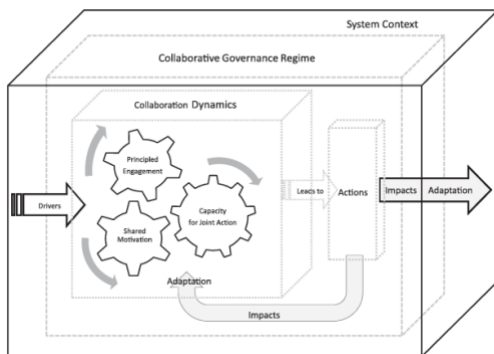 System Context
Collaborative Governance Regime
Collaboration Dynamics
Principled
Engagement
Drivers
Shared
Motivation
Capacity
for Joint Action
Leads to
Actions
Impacts
Adaptation
Adaptation
Impacts